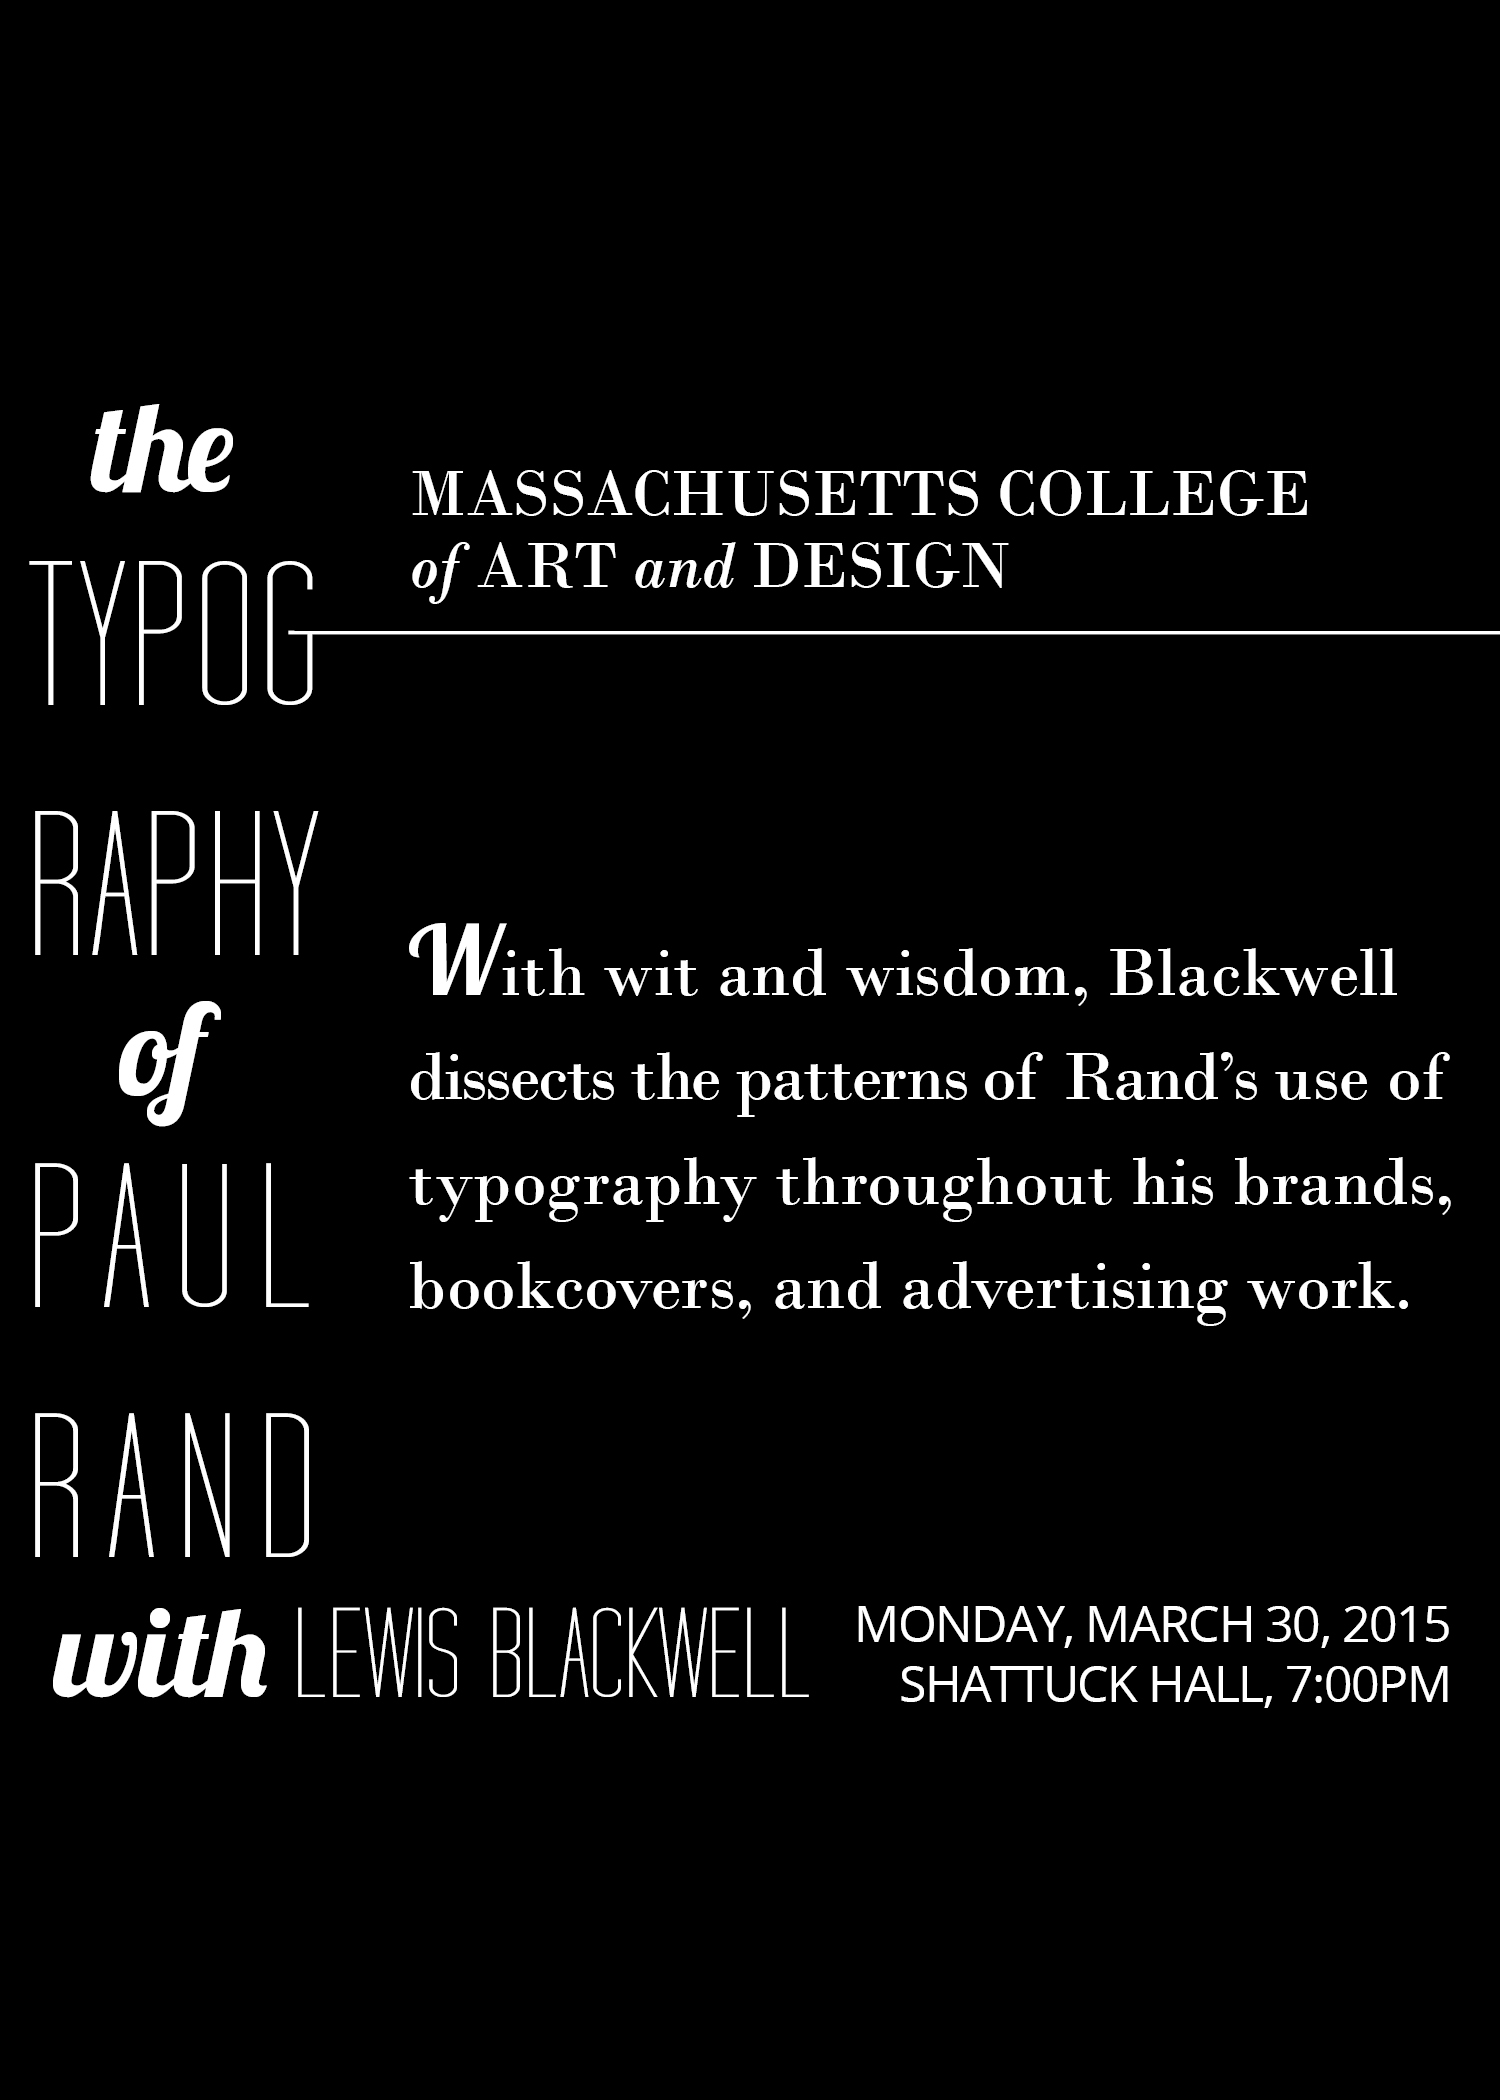 the
TYPOG
RAPHY
of
PAUL
RAND
with LEWIS BLACKWELL
MASSACHUSETTS COLLEGE
of ART and DESIGN
With wit and wisdom, Blackwell
dissects the patterns of Rand’s use of
typography throughout his brands,
bookcovers, and advertising work.
MONDAY, MARCH 30, 2015
SHATTUCK HALL, 7:00PM